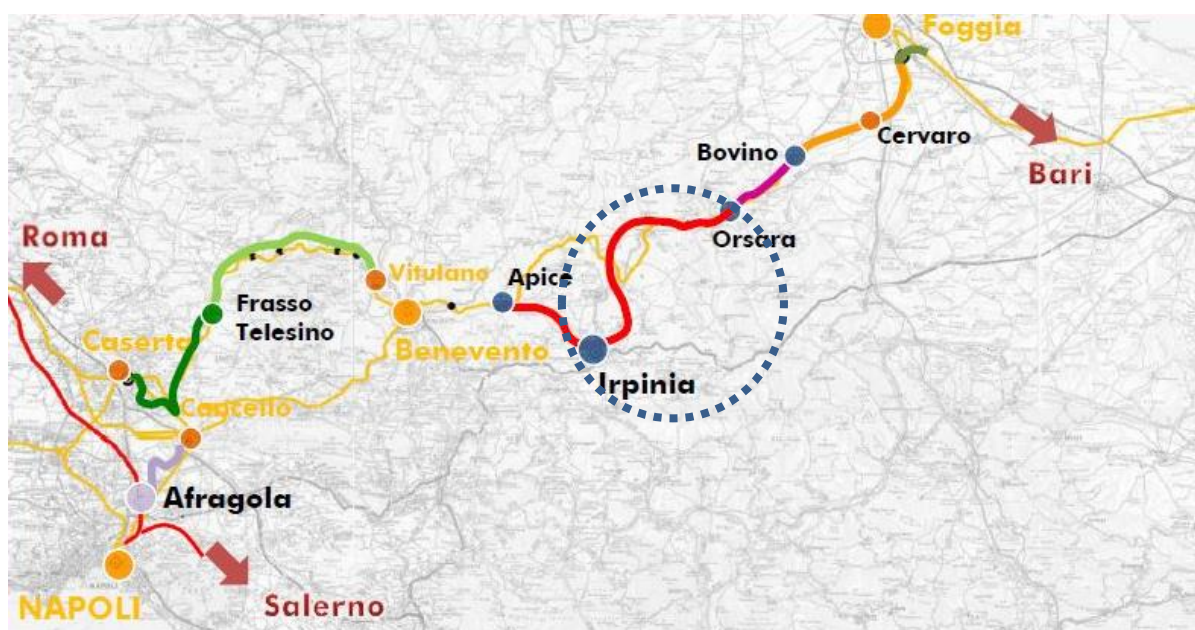 Foggia
Cervaro
Bovino
Bari
Orsara
Roma
Vitulano
Apice
Frasso
Telesino
Caserta
Benevento
Irpinia
Cancello
Afragola
NAPOLI
Salerno